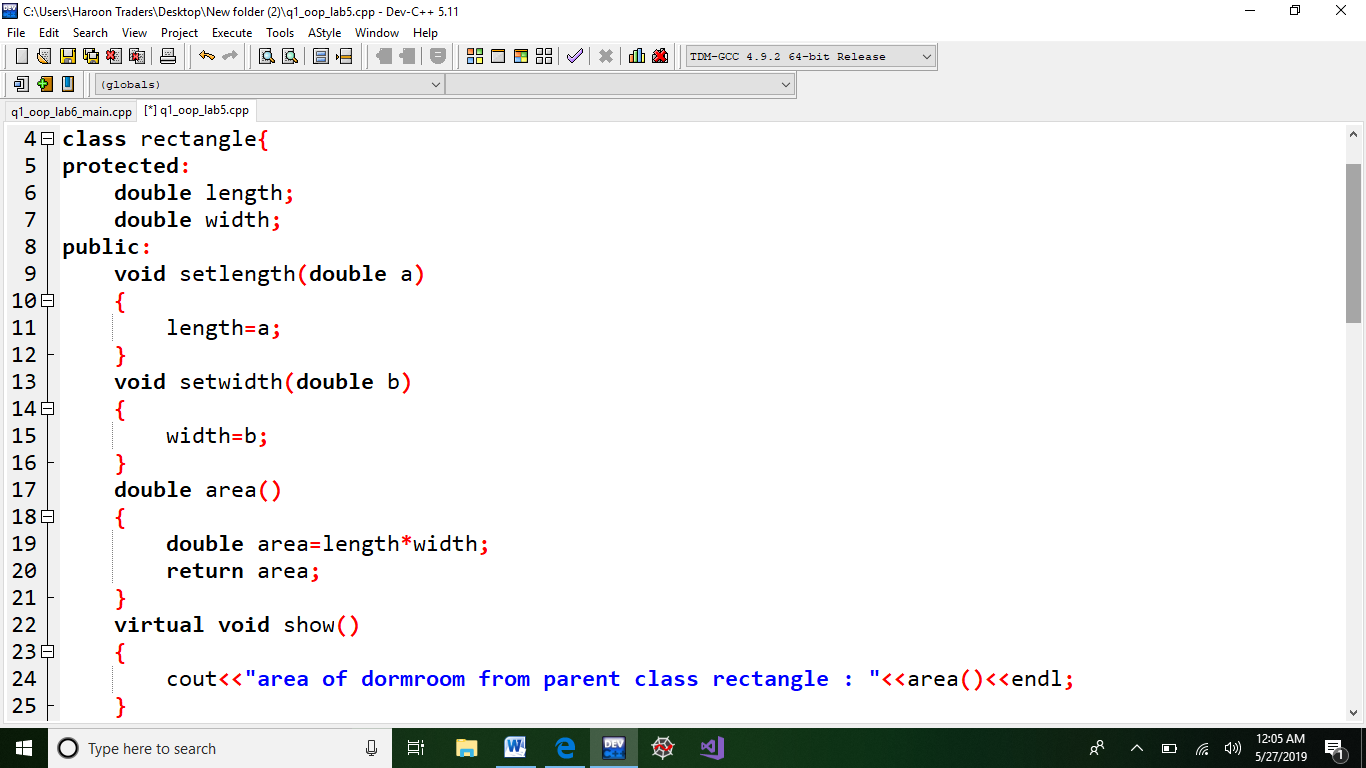 C:\Users\Haroon Traders\Desktop\New folder (2)\q1_oop_lab5.cpp - Dev-C++ 5.11
File Edit Search View Project Execute Tools AStyle Window Help
TDM-GCC 4.9.2 64-bit Release
(globals)
q1_oop_lab6_main.cpp [*] q1_oop_lab5.cpp
4 class rectangle{
5 protected:
6 double length;
7 double width;
8 public:
9 void setlength(double a)
10 {
11 length=a;
12 }
13 void setwidth(double b)
14 {
15 width=b;
16 }
17 double area()
18 {
19 double area=length*width;
20 return area;
21 }
22 virtual void show()
23 {
24 cout<<"area of dormroom from parent class rectangle : "<<area()<<endl;
25 }
Type here to search
DEV
12:05 AM
5/27/2019
1